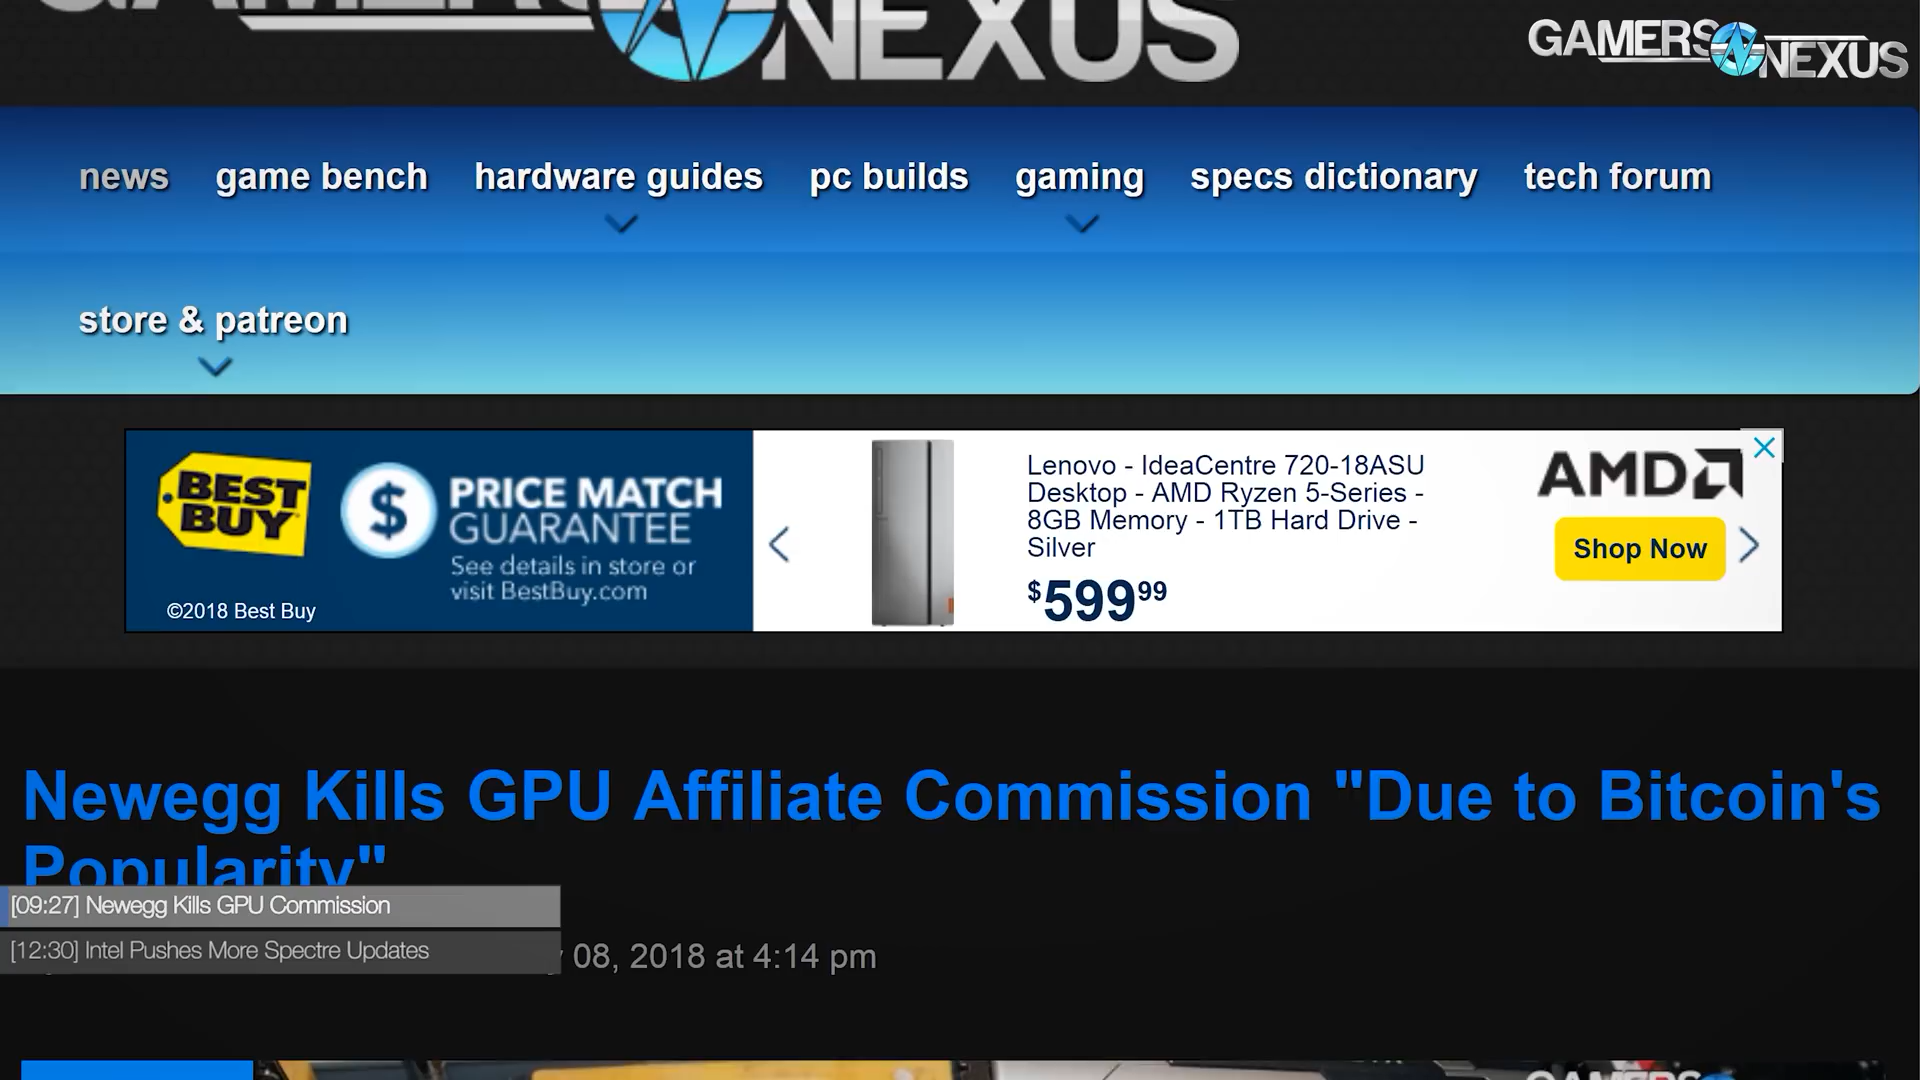 GAMERS NEXUS
GAMERS NEXUS
news game bench hardware guides pc builds gaming specs dictionary tech forum
store & patreon
BEST BUY
$
PRICE MATCH
GUARANTEE
See details in store or
visit BestBuy.com
©2018 Best Buy
Lenovo - IdeaCentre 720-18ASU
Desktop - AMD Ryzen 5-Series -
8GB Memory - 1TB Hard Drive -
Silver
$59999
AMD
Shop Now
Newegg Kills GPU Affiliate Commission "Due to Bitcoin's
Popularity"
[09:27] Newegg Kills GPU Commission
[12:30] Intel Pushes More Spectre Updates
08, 2018 at 4:14 pm
GAMERS